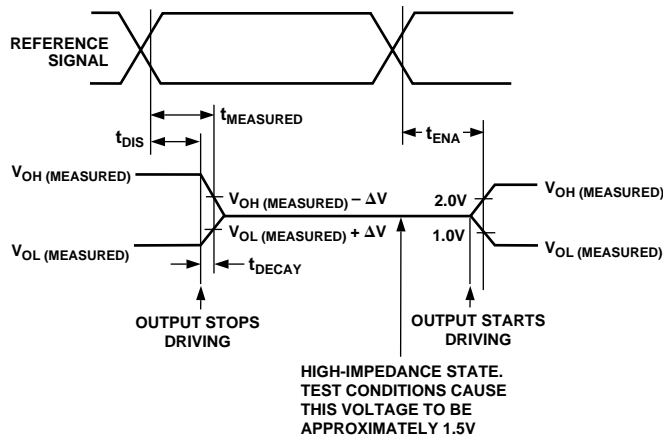 REFERENCE
SIGNAL
tMEASURED
tDIS
tENA
VOH (MEASURED)
VOH (MEASURED) – ΔV
2.0V
VOH (MEASURED)
VOL (MEASURED)
VOL (MEASURED) + ΔV
1.0V
VOL (MEASURED)
tDECAY
OUTPUT STOPS
DRIVING
OUTPUT STARTS
DRIVING
HIGH-IMPEDANCE STATE.
TEST CONDITIONS CAUSE
THIS VOLTAGE TO BE
APPROXIMATELY 1.5V